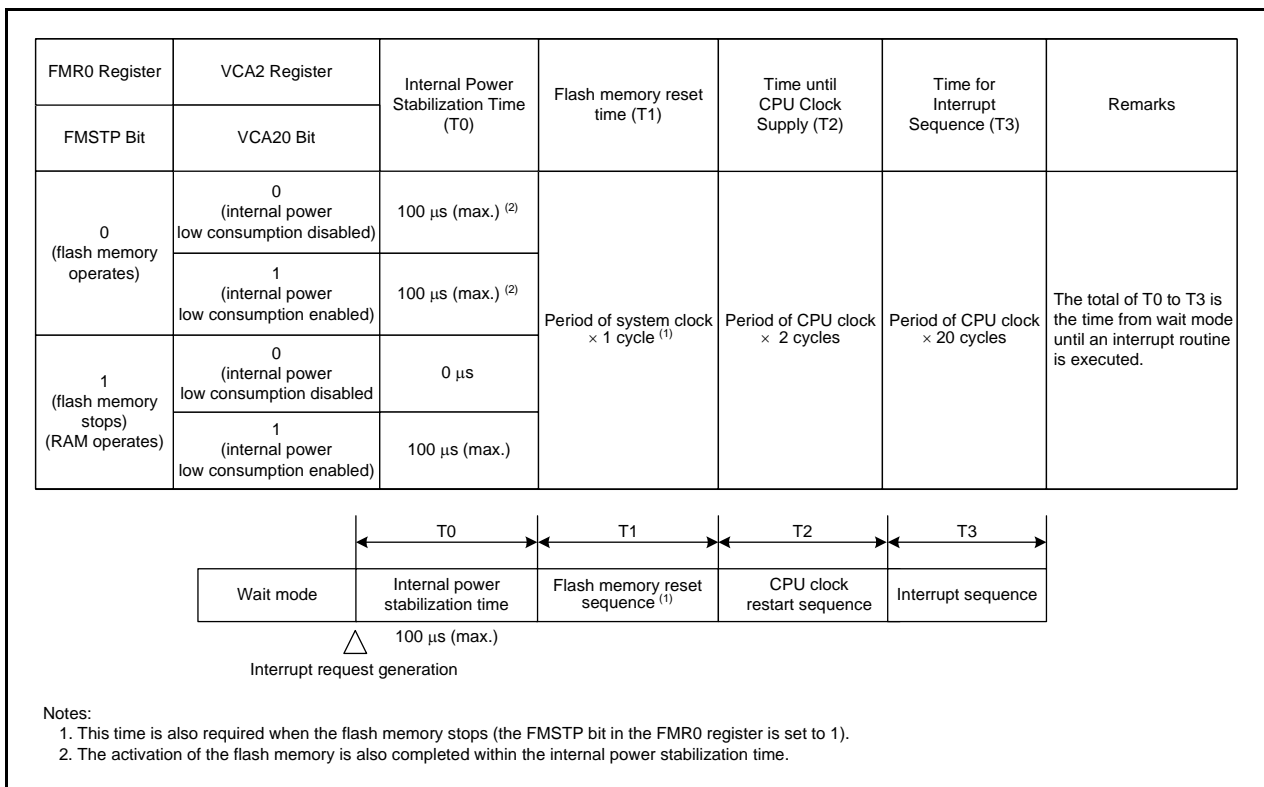 FMR0 Register
VCA2 Register
Internal Power
Stabilization Time
(T0)
Flash memory reset
time (T1)
Time until
CPU Clock
Supply (T2)
Time for
Interrupt
Sequence (T3)
Remarks
FMSTP Bit
VCA20 Bit
0
(flash memory
operates)
0
(internal power
low consumption disabled)
100 μs (max.) (2)
1
(internal power
low consumption enabled)
100 μs (max.) (2)
1
(flash memory
stops)
(RAM operates)
0
(internal power
low consumption disabled
0 μs
1
(internal power
low consumption enabled)
100 μs (max.)
Period of system clock
× 1 cycle (1)
Period of CPU clock
× 2 cycles
Period of CPU clock
× 20 cycles
The total of T0 to T3 is
the time from wait mode
until an interrupt routine
is executed.
T0
T1
T2
T3
Wait mode
Internal power
stabilization time
Flash memory reset
sequence (1)
CPU clock
restart sequence
Interrupt sequence
100 μs (max.)
Interrupt request generation
Notes:
1. This time is also required when the flash memory stops (the FMSTP bit in the FMR0 register is set to 1).
2. The activation of the flash memory is also completed within the internal power stabilization time.